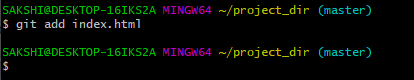 SAKSHI@DESKTOP-16IKS2A MINGW64 ~/project_dir (master)
$ git add index.html
SAKSHI@DESKTOP-16IKS2A MINGW64 ~/project_dir (master)
$